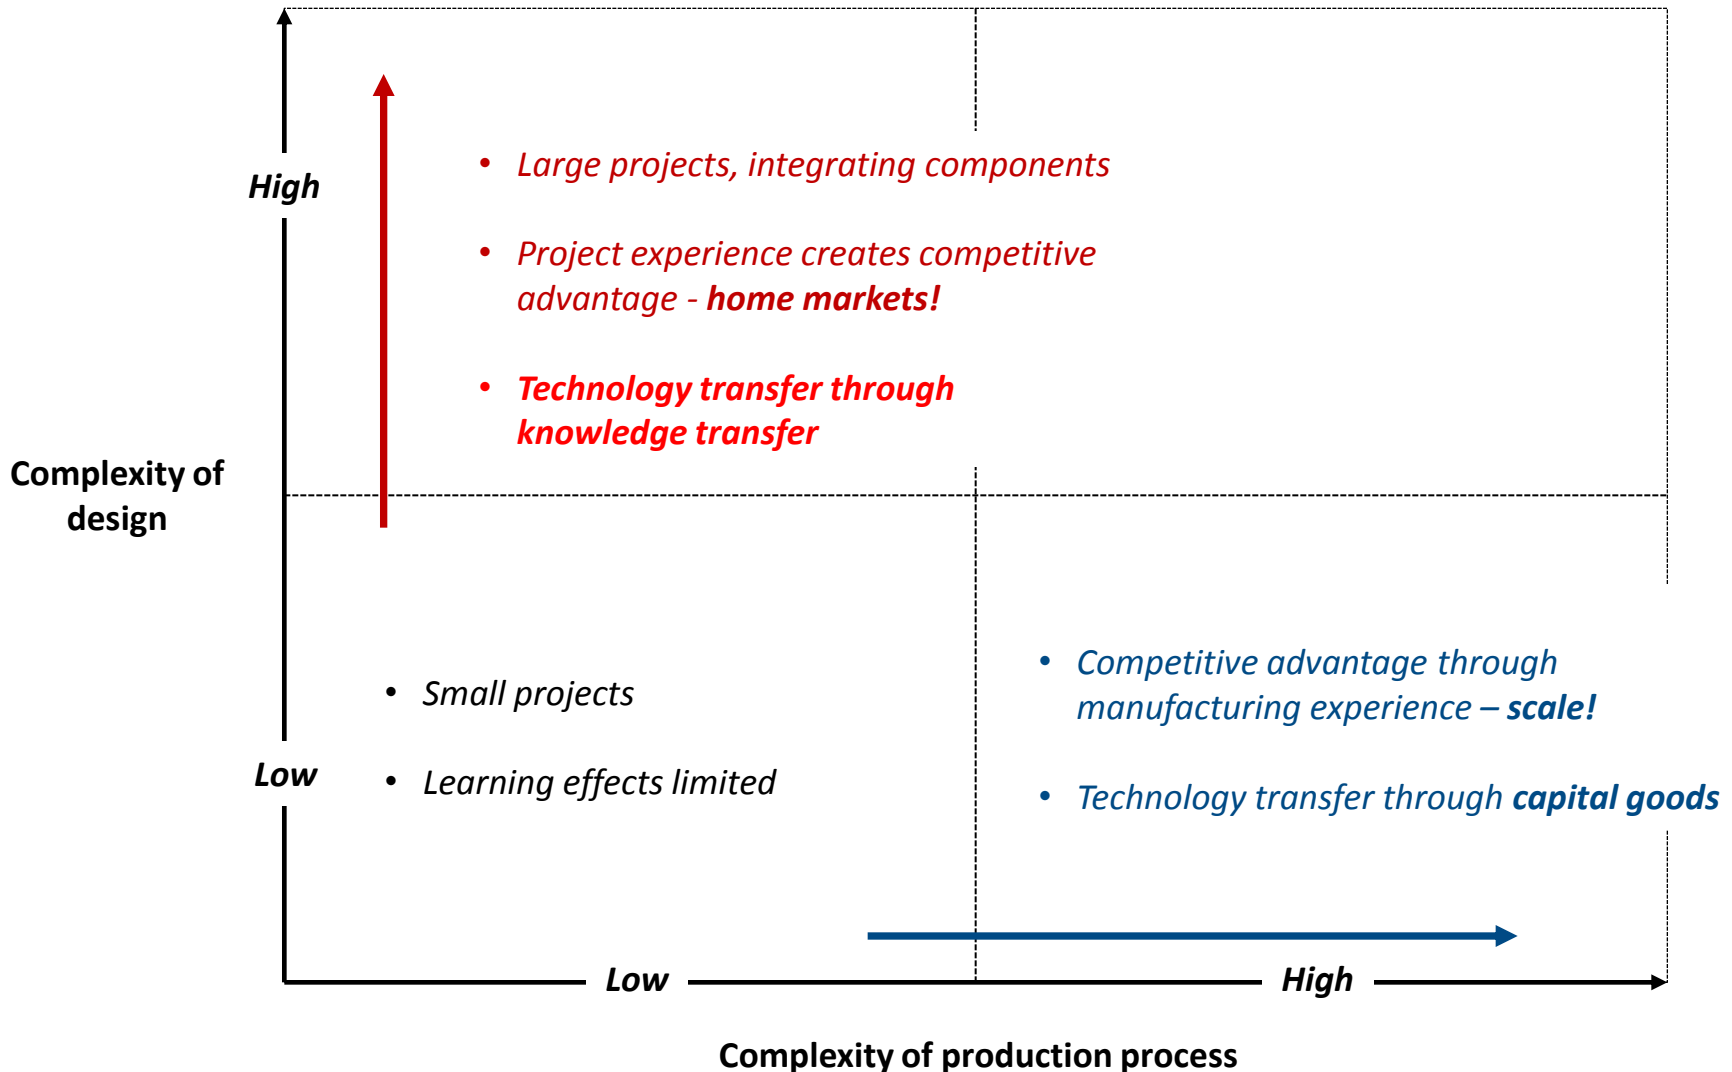 High
• Large projects, integrating components
• Project experience creates competitive
advantage - home markets!
• Technology transfer through
knowledge transfer
Complexity of
design
• Small projects
• Learning effects limited
Low
• Competitive advantage through
manufacturing experience – scale!
• Technology transfer through capital goods
Low
High
Complexity of production process